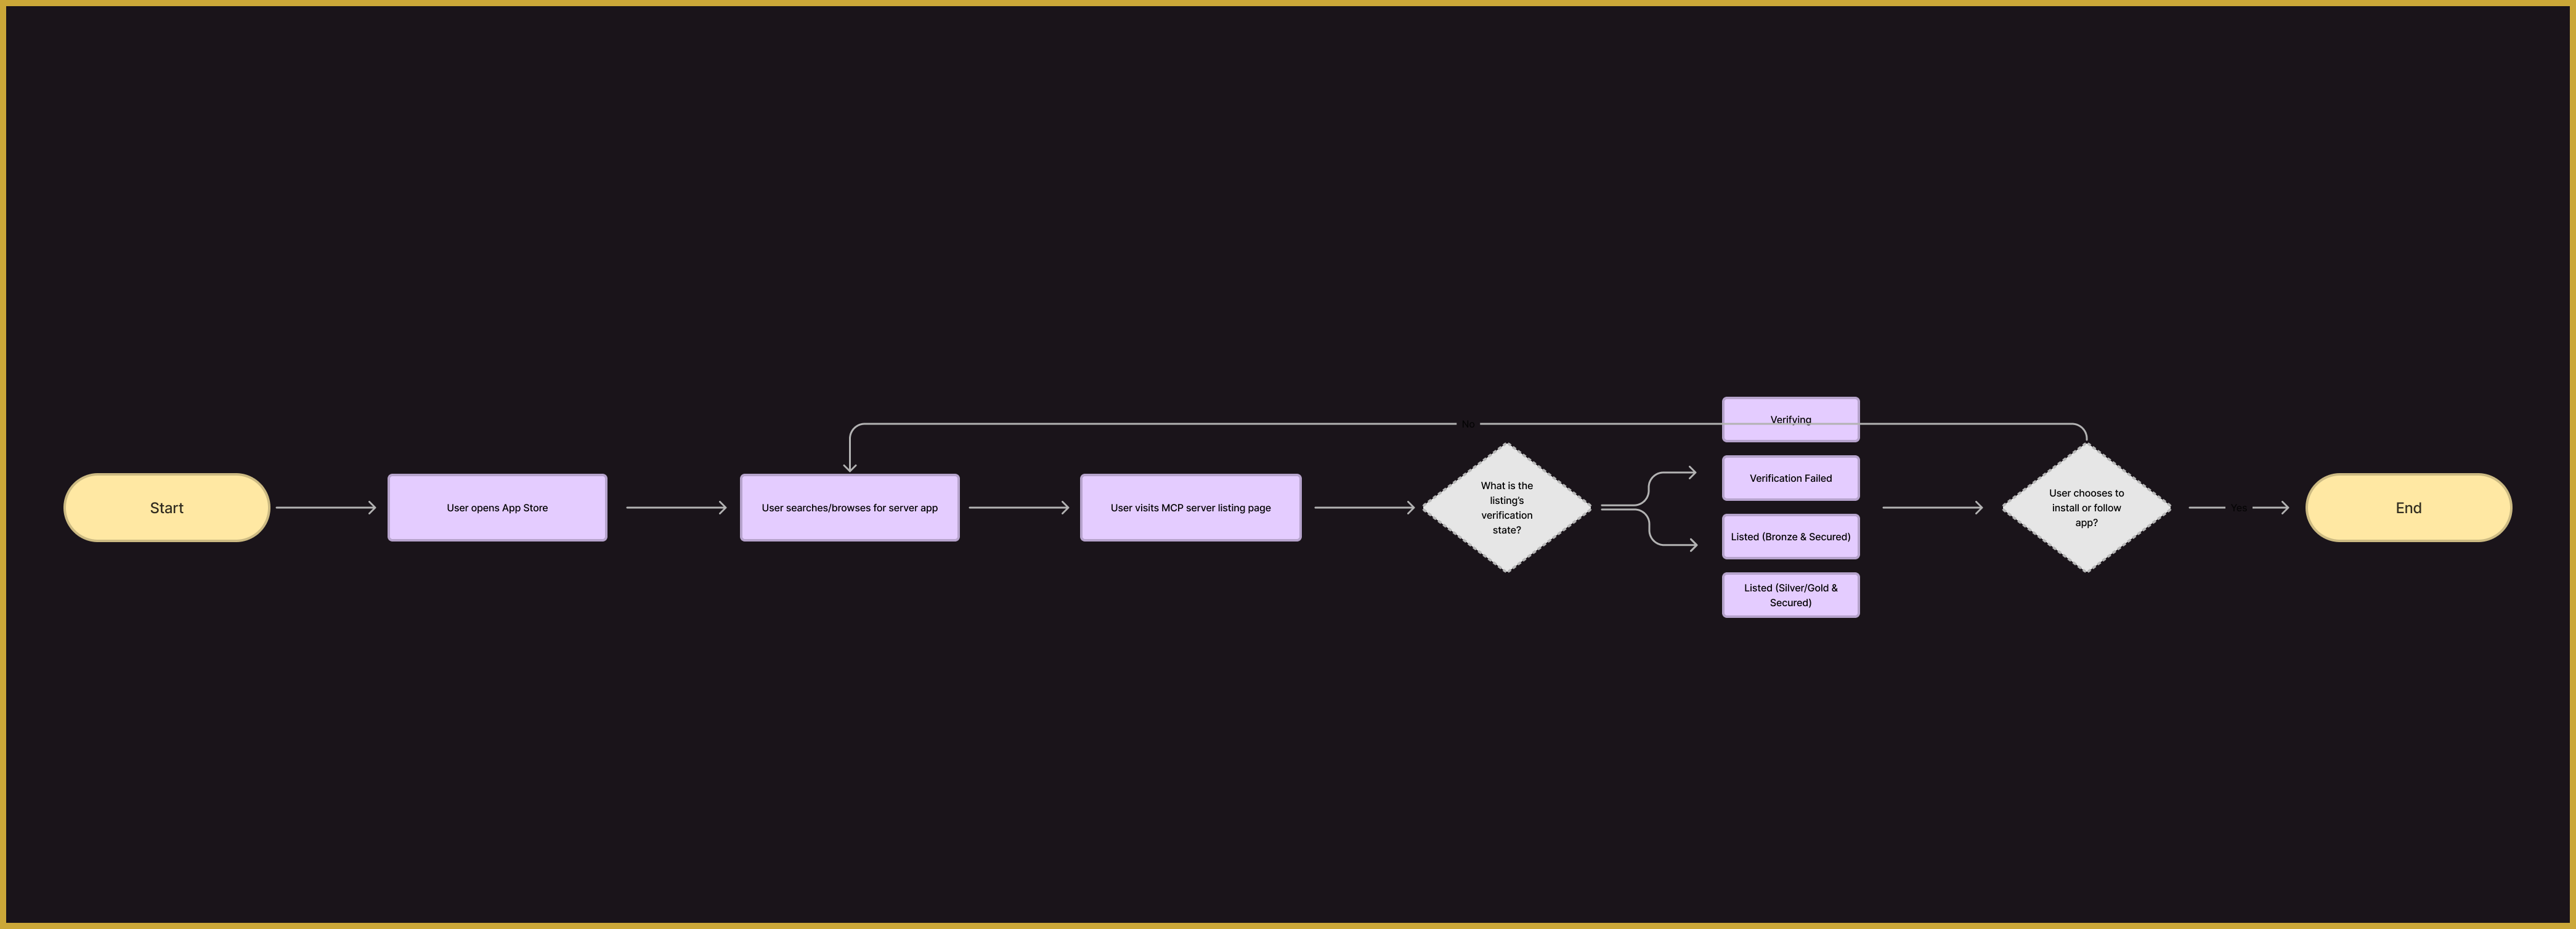 Start
User opens App Store
User searches/browses for server app
User visits MCP server listing page
What is the
listing's
verification
state?
No
Verifying
Verification Failed
Listed (Bronze & Secured)
Listed (Silver/Gold &
Secured)
User chooses to
install or follow
app?
Yes
End